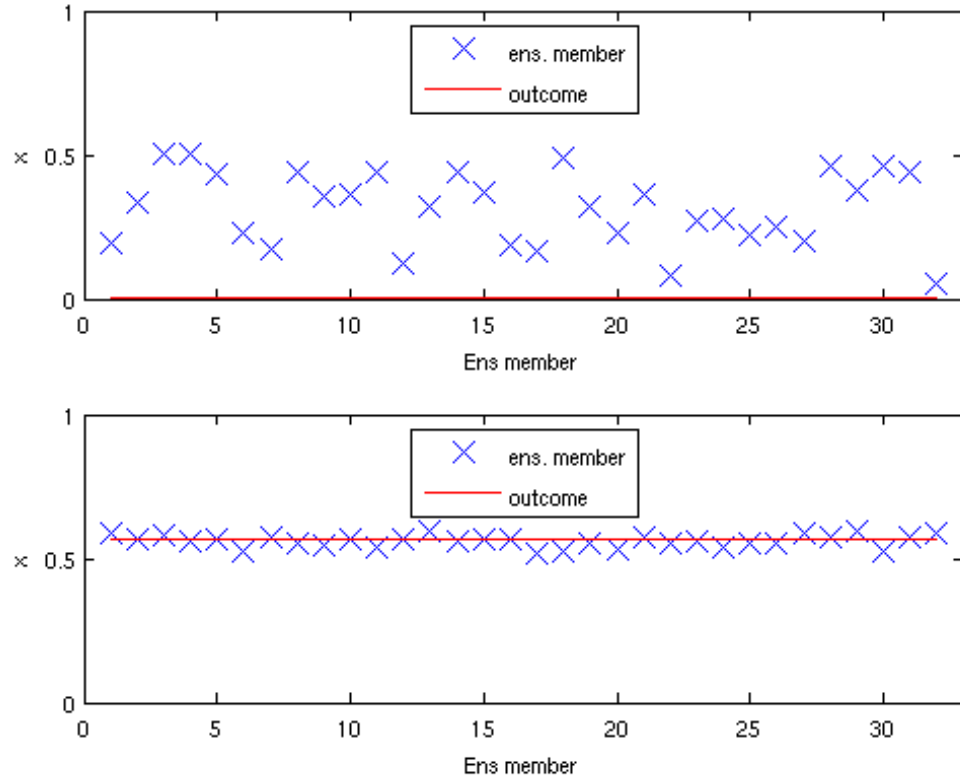 1
ens. member
outcome
x
0.5
0
0 5 10 15 20 25 30
Ens member
1
ens. member
outcome
x
0.5
0
0 5 10 15 20 25 30
Ens member